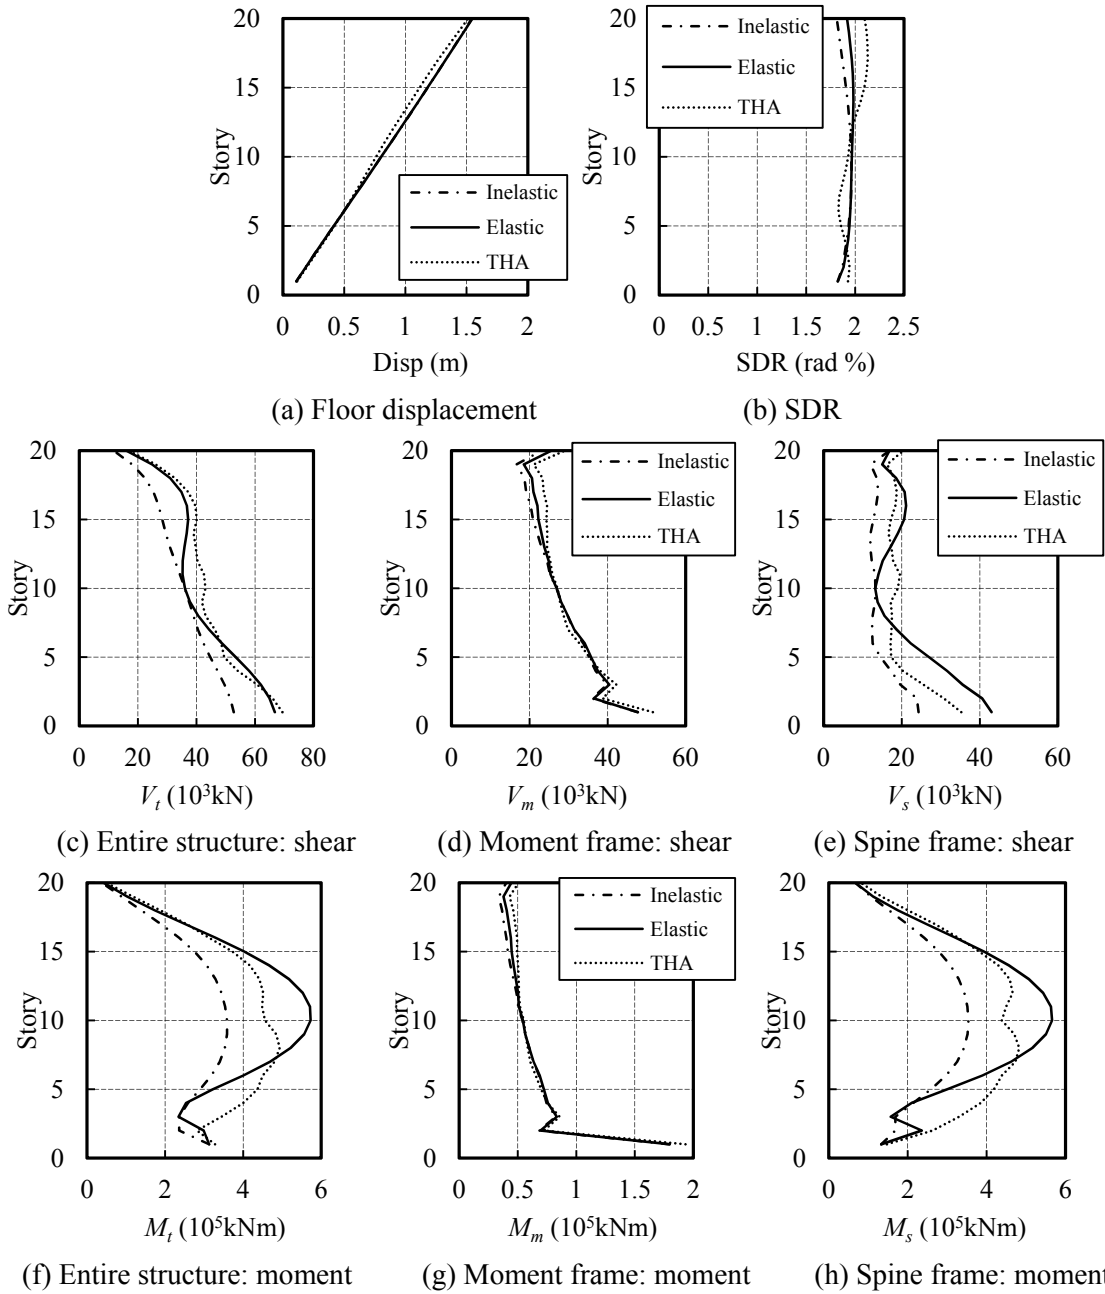 20
15
10
5
0
Story
Inelastic
Elastic
THA
0 0.5 1 1.5 2
Disp (m)
(a) Floor displacement
20
15
10
5
0
Story
Inelastic
Elastic
THA
0 0.5 1 1.5 2 2.5
SDR (rad %)
(b) SDR
20
15
10
5
0
Story
0 20 40 60 80
V_t (10³kN)
(c) Entire structure: shear
20
15
10
5
0
Story
Inelastic
Elastic
THA
0 20 40 60
V_m (10³kN)
(d) Moment frame: shear
20
15
10
5
0
Story
Inelastic
Elastic
THA
0 20 40 60
V_s (10³kN)
(e) Spine frame: shear
20
15
10
5
0
Story
0 2 4 6
M_t (10⁵kNm)
(f) Entire structure: moment
20
15
10
5
0
Story
Inelastic
Elastic
THA
0 0.5 1 1.5 2
M_m (10⁵kNm)
(g) Moment frame: moment
20
15
10
5
0
Story
0 2 4 6
M_s (10⁵kNm)
(h) Spine frame: moment